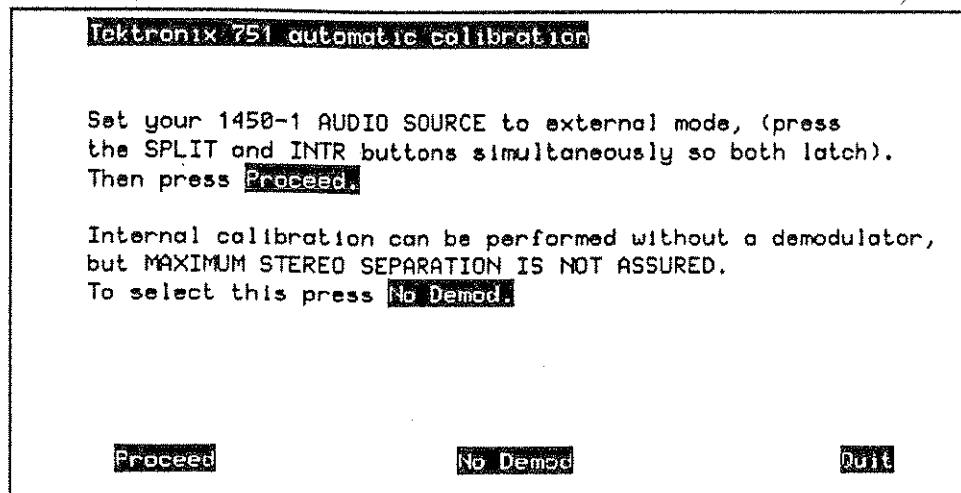 Tektronix 751 automatic calibration
Set your 1450-1 AUDIO SOURCE to external mode, (press
the SPLIT and INTR buttons simultaneously so both latch).
Then press Proceed.
Internal calibration can be performed without a demodulator,
but MAXIMUM STEREO SEPARATION IS NOT ASSURED.
To select this press No Demod.
Proceed No Demod Quit